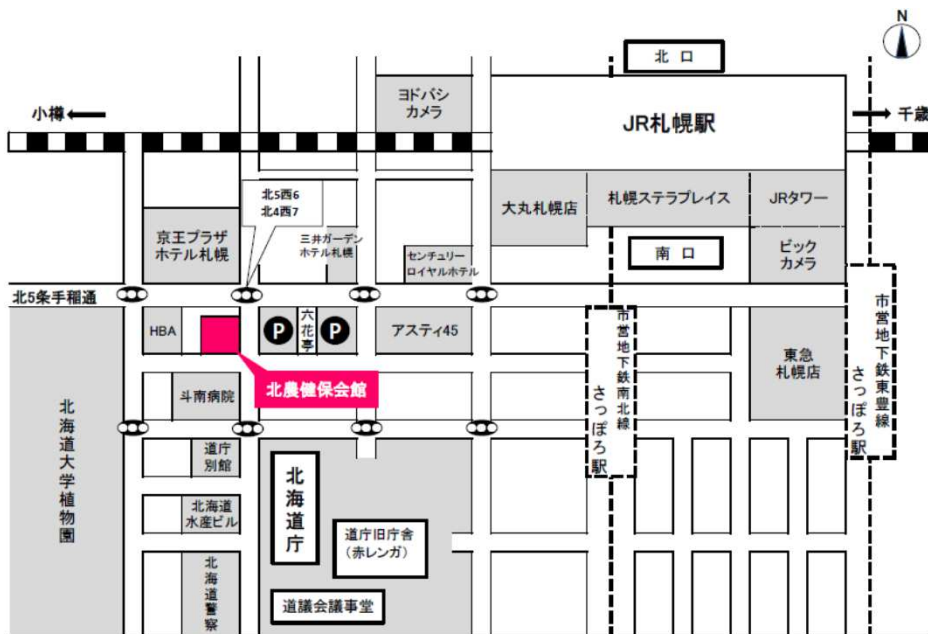 N
北 口
ヨドバシ
カメラ
小樽
JR札幌駅
千歳
北5西6
北4西7
大丸札幌店
札幌ステラプレイス
JRタワー
京王プラザ
ホテル札幌
三井ガーデン
ホテル札幌
センチュリー
ロイヤルホテル
南 口
ビック
カメラ
北5条手稲通
HBA
P
六花亭
P
アスティ45
市営地下鉄南北線
さっぽろ駅
東急
札幌店
市営地下鉄東豊線
さっぽろ駅
北農健保会館
斗南病院
北海道大学植物園
道庁
別館
北海道庁
北海道
水産ビル
道庁旧庁舎
(赤レンガ)
北海道警察
道議会議事堂